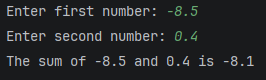 Enter first number: -8.5
Enter second number: 0.4
The sum of -8.5 and 0.4 is -8.1